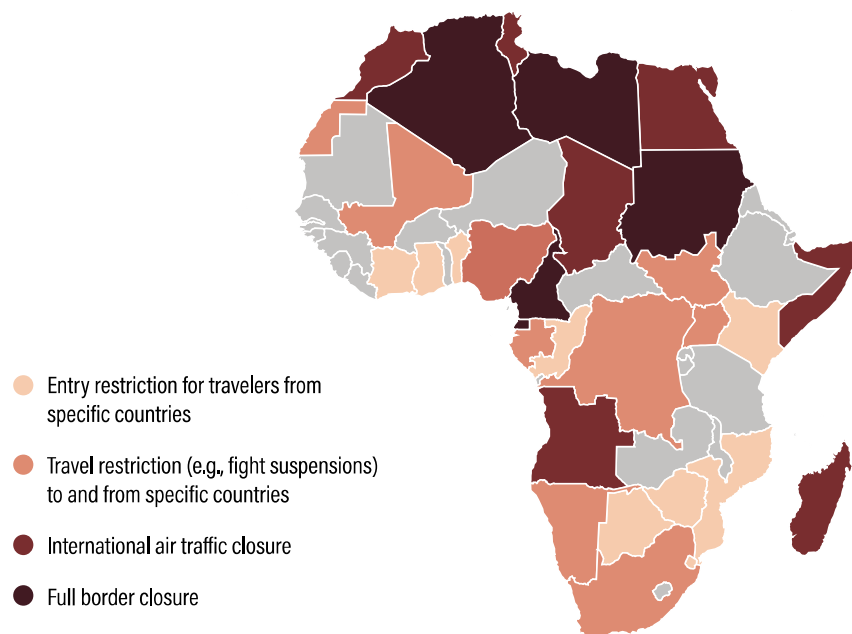 Entry restriction for travelers from
specific countries
Travel restriction (e.g., fight suspensions)
to and from specific countries
International air traffic closure
Full border closure